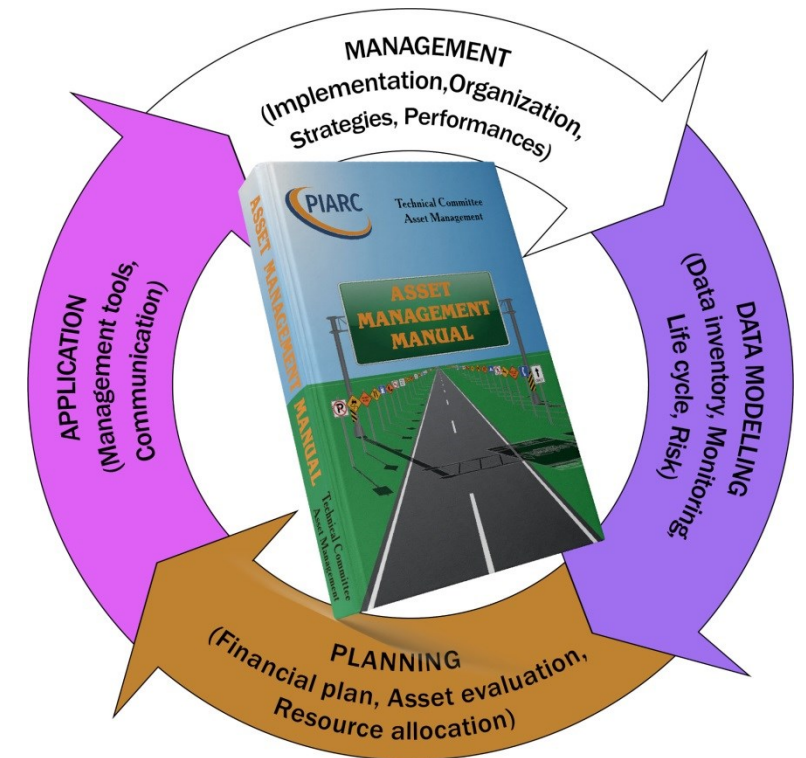 MANAGEMENT
(Implementation,Organization,
Strategies, Performances)
DATA MODELLING
(Data inventory, Monitoring,
Life cycle, Risk)
PLANNING
(Financial plan, Asset evaluation,
Resource allocation)
APPLICATION
(Management tools,
Communication)
PIARC
Technical Committee
Asset Management
ASSET
MANAGEMENT
MANUAL
ASSET MANAGEMENT MANUAL
Technical Committee
Asset Management
P